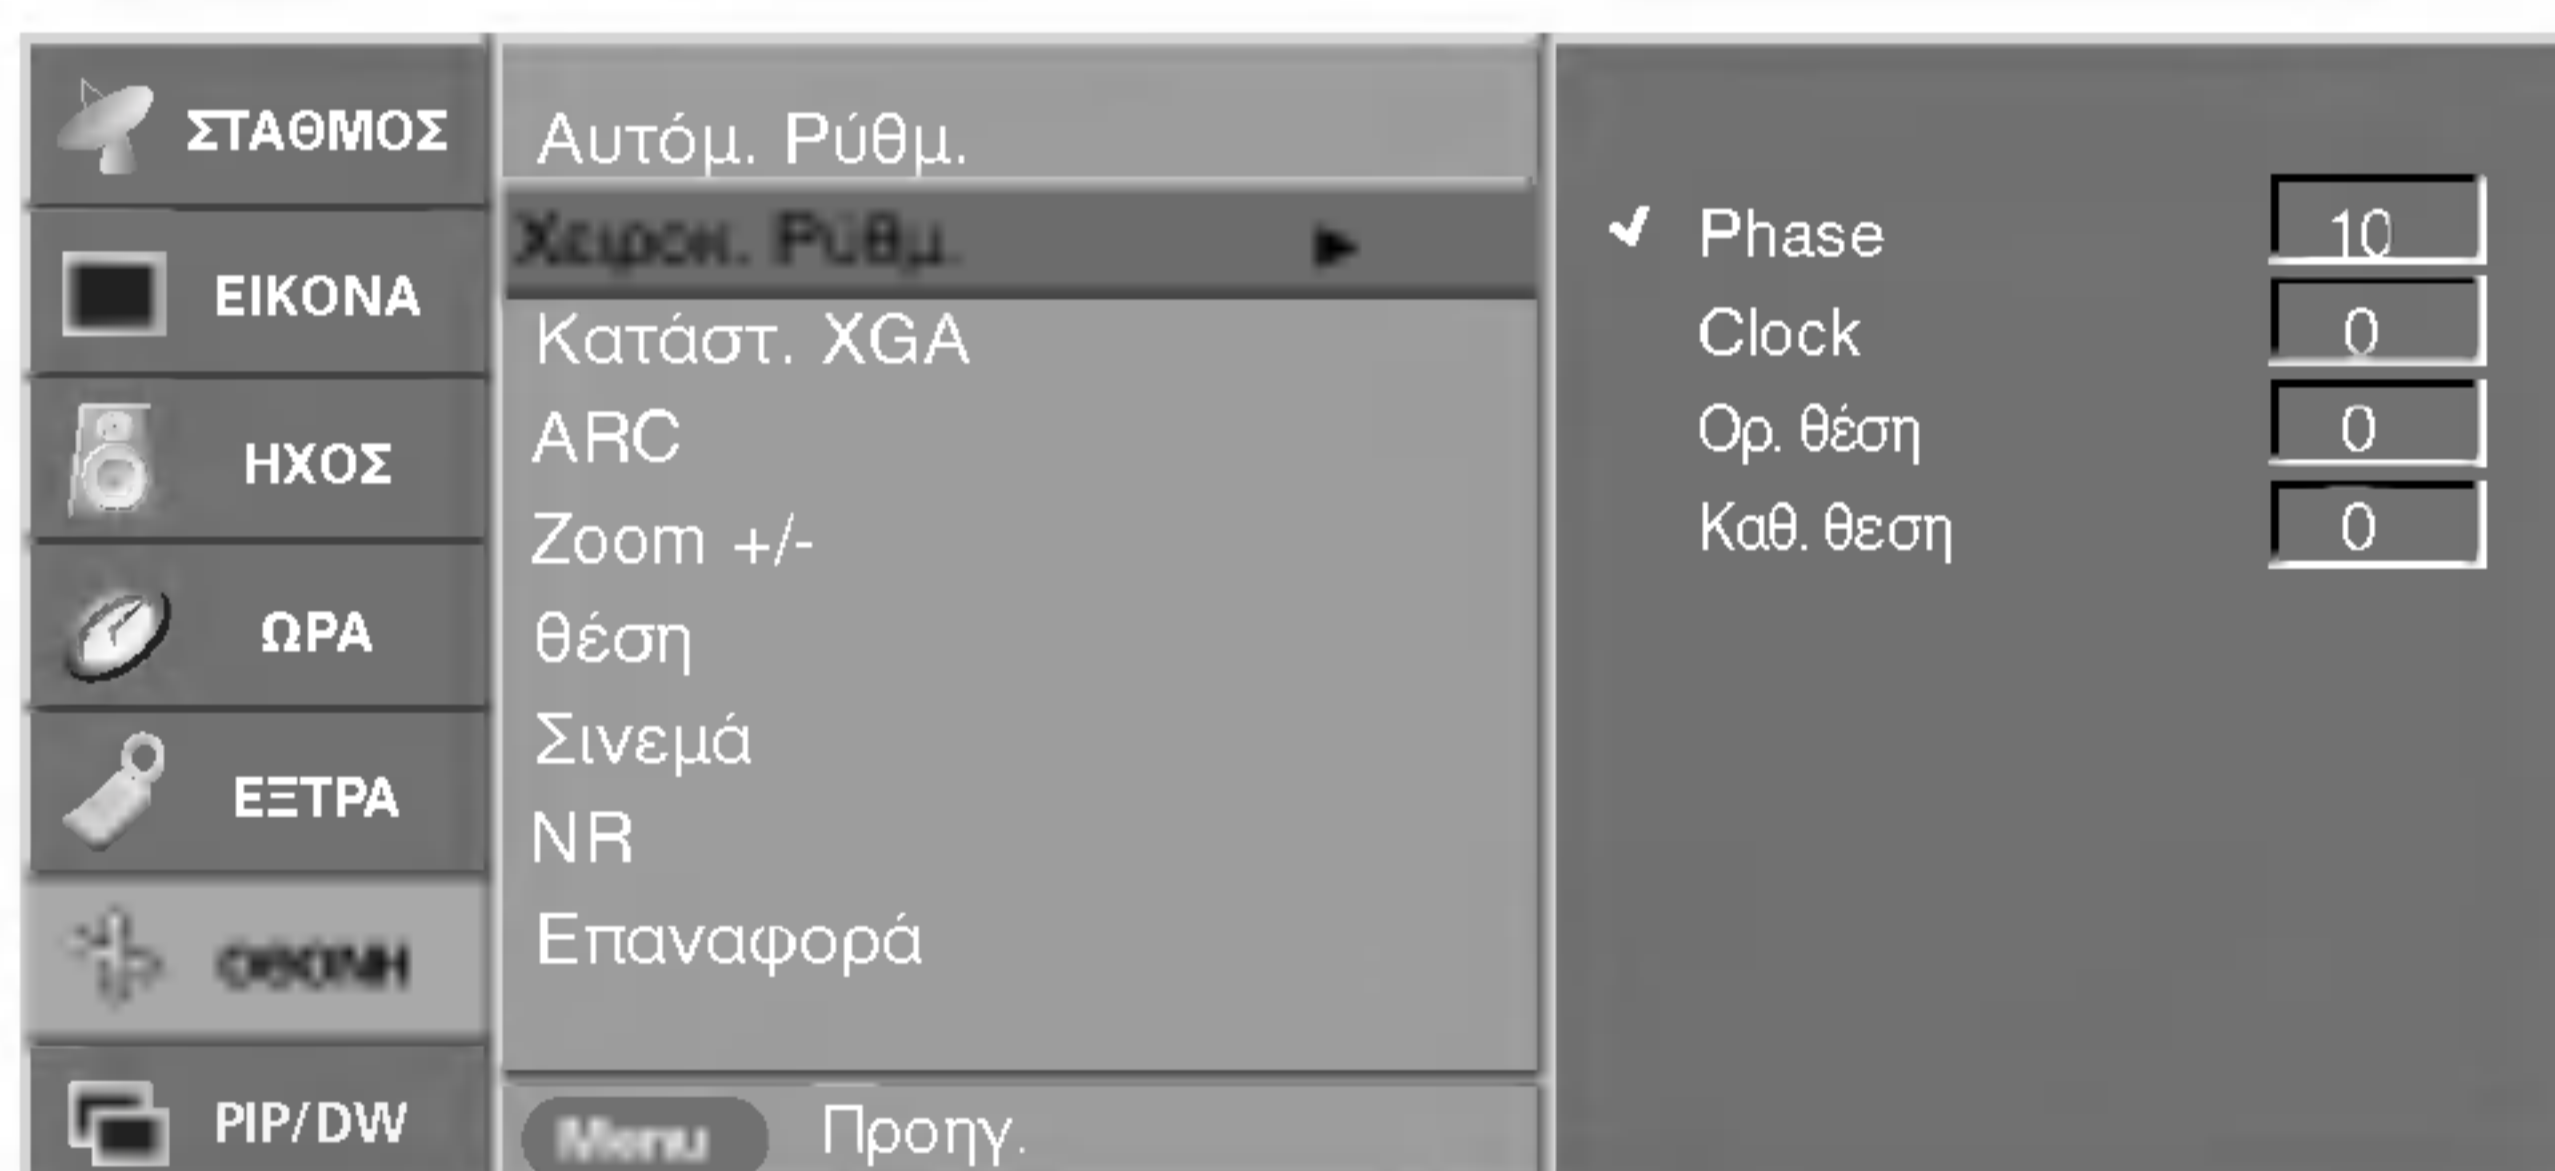 ΣΤΑΘΜΟΣ
ΕΙΚΟΝΑ
ΗΧΟΣ
ΩΡΑ
ΕΞΤΡΑ
ΟΘΟΝΗ
PIP/DW
Αυτόμ. Ρύθμ.
Χειροκ. Ρύθμ.
Κατάστ. XGA
ARC
Zoom +/-
θέση
Σινεμά
NR
Επαναφορά
Menu Προηγ.
Phase 10
Clock 0
Ορ. θέση 0
Καθ. θεση 0